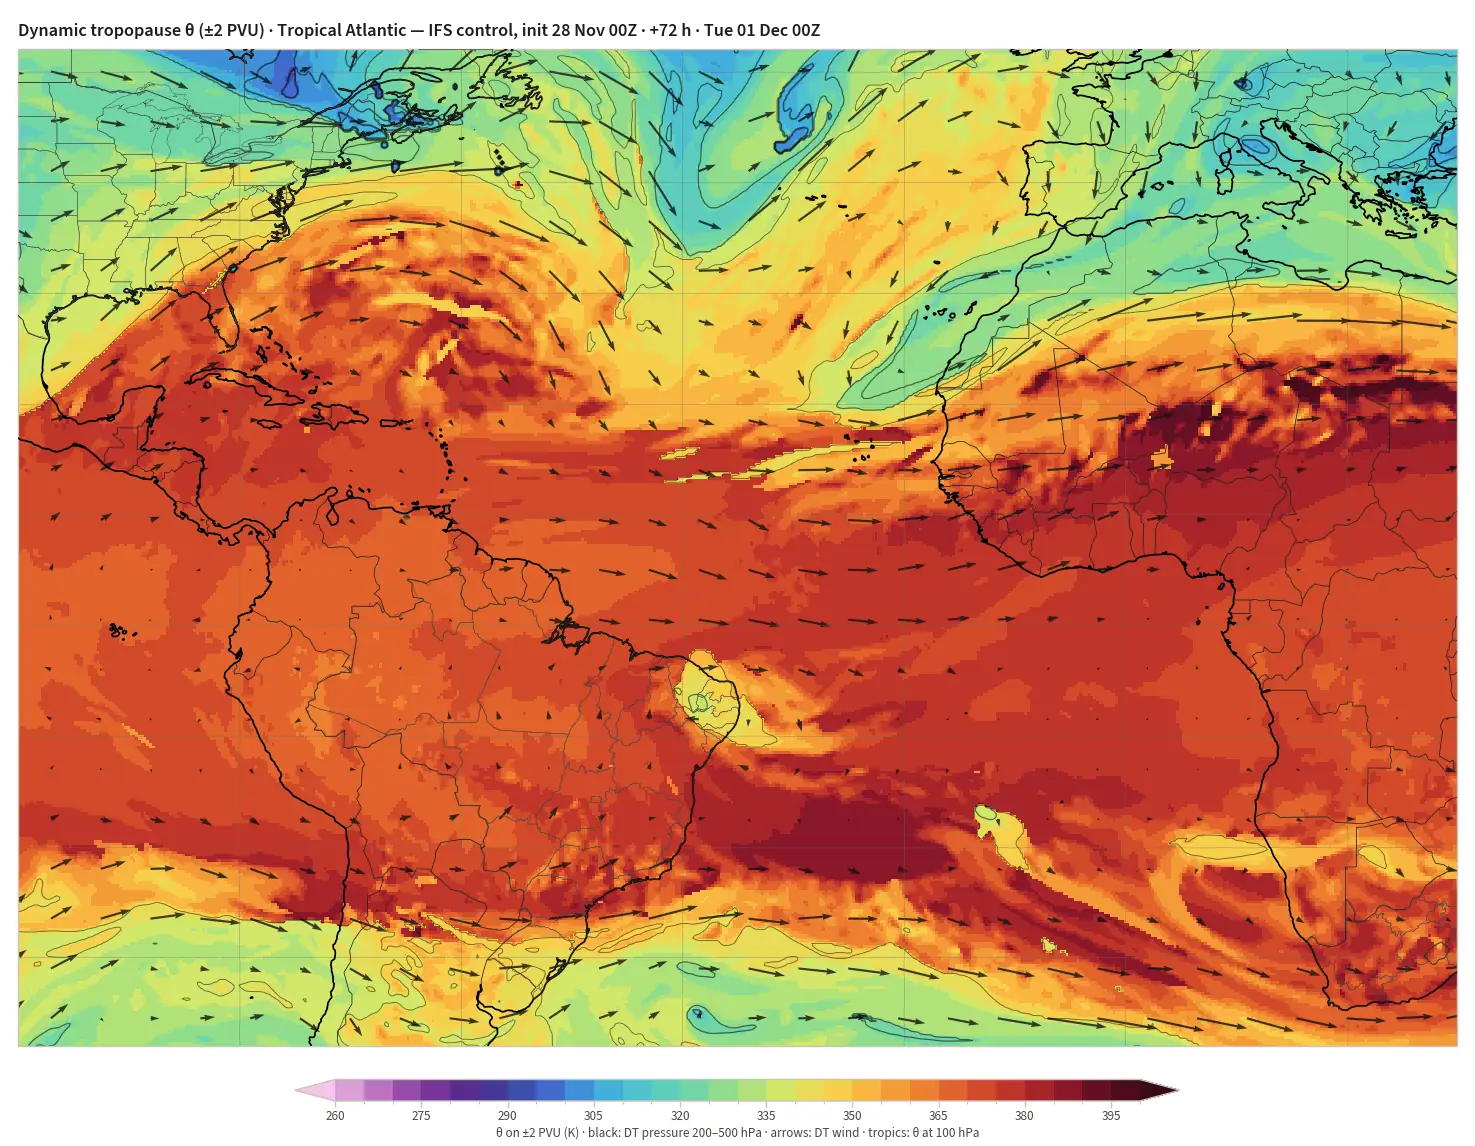 Dynamic tropopause θ (±2 PVU) · Tropical Atlantic — IFS control, init 28 Nov 00Z · +72 h · Tue 01 Dec 00Z
260 275 290 305 320 335 350 365 380 395
θ on ±2 PVU (K) · black: DT pressure 200–500 hPa · arrows: DT wind · tropics: θ at 100 hPa